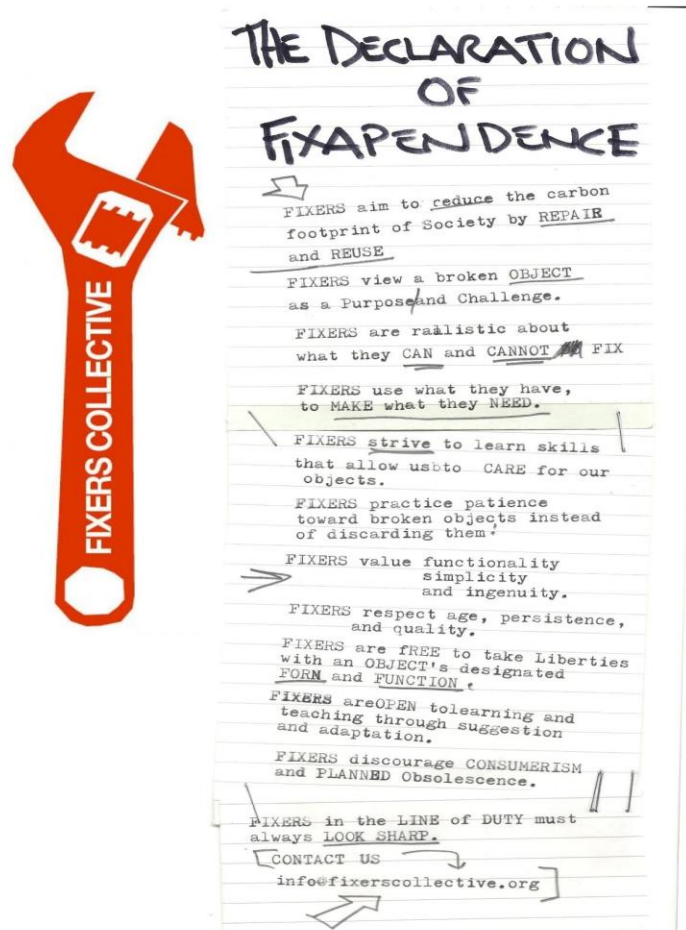 THE DECLARATION
OF
FIXAPENDENCE
FIXERS COLLECTIVE
FIXERS aim to reduce the carbon
footprint of Society by REPAIR
and REUSE
FIXERS view a broken OBJECT
as a Purpose/and Challenge.
FIXERS are realistic about
what they CAN and CANNOT FIX
FIXERS use what they have,
to MAKE what they NEED.
FIXERS strive to learn skills
that allow usbto CARE for our
objects.
FIXERS practice patience
toward broken objects instead
of discarding them!
FIXERS value functionality
simplicity
and ingenuity.
FIXERS respect age, persistence,
and quality.
FIXERS are fREE to take Liberties
with an OBJECT's designated
FORM and FUNCTION.
FIXERS areOPEN tolearning and
teaching through suggestion
and adaptation.
FIXERS discourage CONSUMERISM
and PLANNED Obsolescence.
FIXERS in the LINE of DUTY must
always LOOK SHARP.
CONTACT US
info@fixerscollective.org